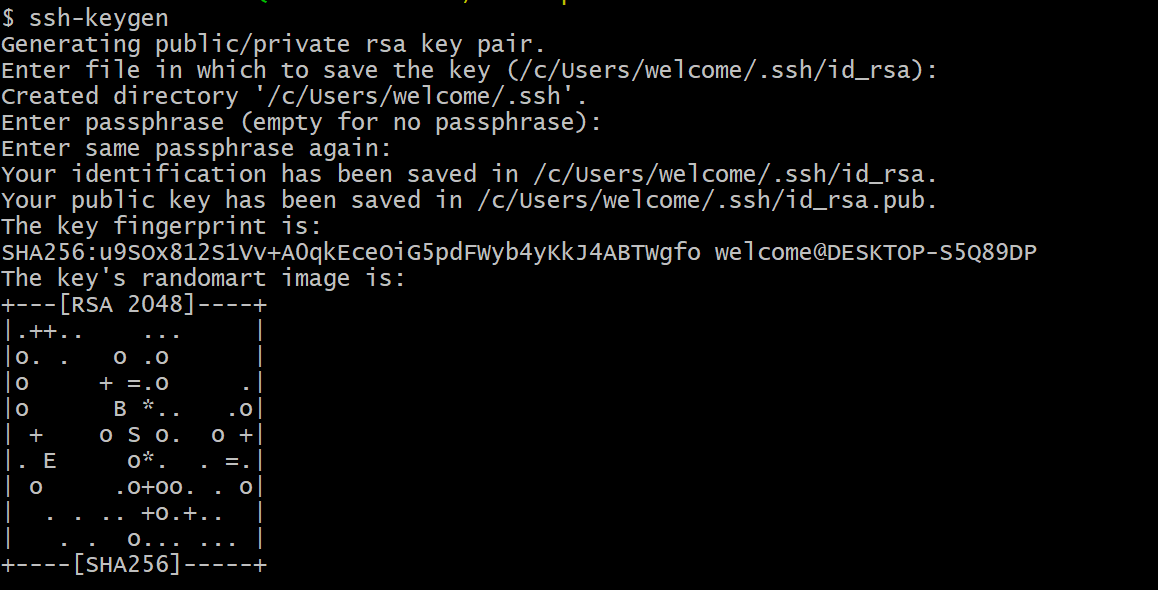 $ ssh-keygen
Generating public/private rsa key pair.
Enter file in which to save the key (/c/Users/welcome/.ssh/id_rsa):
Created directory '/c/Users/welcome/.ssh'.
Enter passphrase (empty for no passphrase):
Enter same passphrase again:
Your identification has been saved in /c/Users/welcome/.ssh/id_rsa.
Your public key has been saved in /c/Users/welcome/.ssh/id_rsa.pub.
The key fingerprint is:
SHA256:u9SOx812S1Vv+A0qkEceOiG5pdFWyb4yKkJ4ABTWgfo welcome@DESKTOP-S5Q89DP
The key's randomart image is:
+---[RSA 2048]----+
|.++..    ...     |
|o. .   o .o      |
|o     + =.o     .|
|o      B *..   .o|
| +    o S o.  o +|
|. E     o*.  . =.|
| o     .o+oo. . o|
|  . . .. +o.+..  |
|   . .  o... ... |
+----[SHA256]-----+